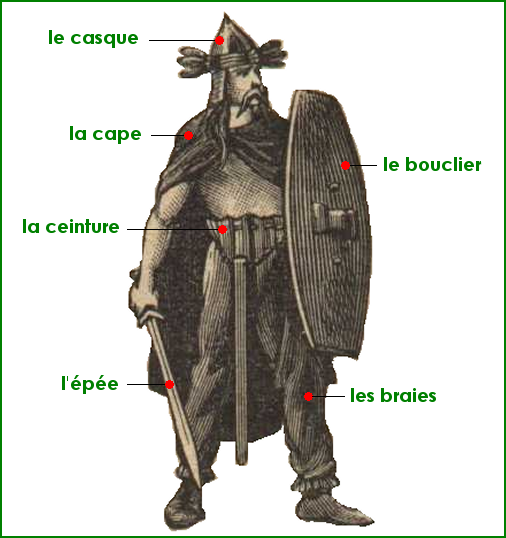 le casque
la cape
le bouclier
la ceinture
l'épée
les braies